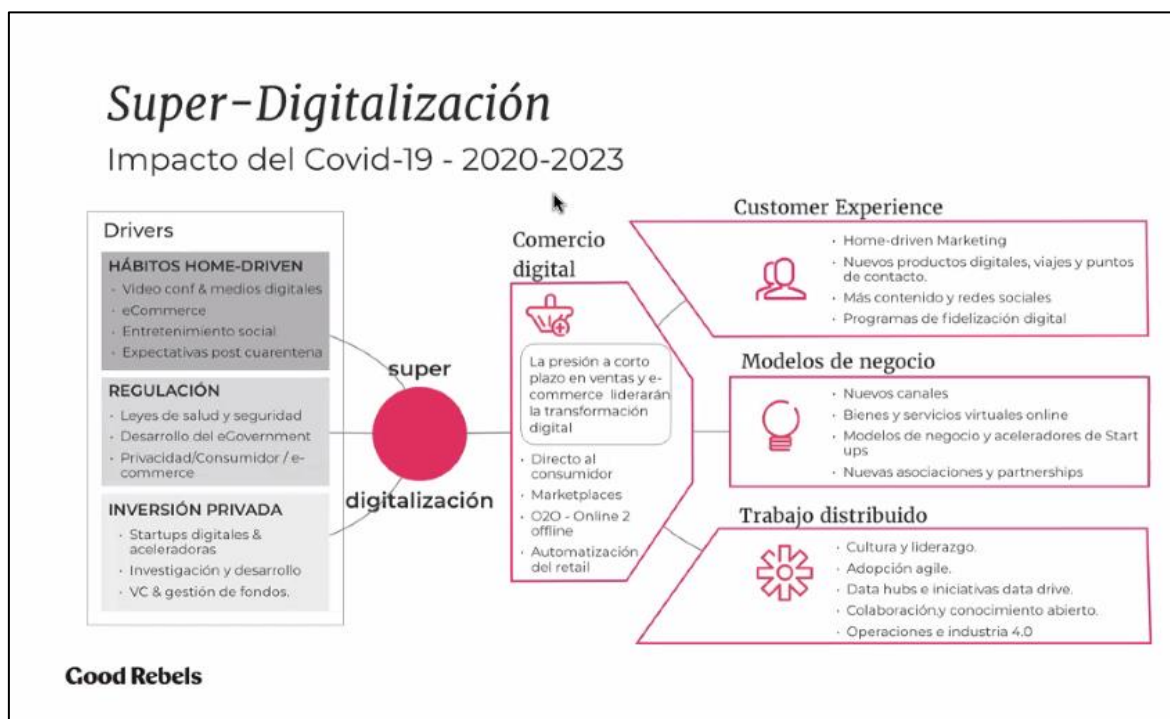 Super-Digitalización
Impacto del Covid-19 - 2020-2023
Drivers
HÁBITOS HOME-DRIVEN
· Video conf & medios digitales
· eCommerce
· Entretenimiento social
· Expectativas post cuarentena
REGULACIÓN
· Leyes de salud y seguridad
· Desarrollo del eGovernment
· Privacidad/Consumidor / e-
commerce
INVERSIÓN PRIVADA
· Startups digitales &
aceleradoras
· Investigación y desarrollo
· VC & gestión de fondos.
super
digitalización
Comercio
digital
La presión a corto
plazo en ventas y e-
commerce liderarán
la transformación
digital
· Directo al
consumidor
· Marketplaces
· O2O - Online 2
offline
· Automatización
del retail
Customer Experience
· Home-driven Marketing
· Nuevos productos digitales, viajes y puntos
de contacto.
· Más contenido y redes sociales
· Programas de fidelización digital
Modelos de negocio
· Nuevos canales
· Bienes y servicios virtuales online
· Modelos de negocio y aceleradores de Start
ups
· Nuevas asociaciones y partnerships
Trabajo distribuido
· Cultura y liderazgo.
· Adopción agile.
· Data hubs e iniciativas data drive.
· Colaboración,y conocimiento abierto.
· Operaciones e industria 4.0
Good Rebels